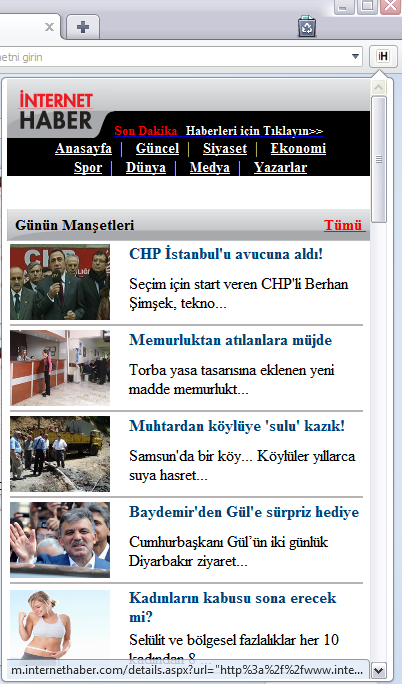 etni girin
iH
İNTERNET
HABER
Son Dakika Haberleri için Tıklayın>>
Anasayfa | Güncel | Siyaset | Ekonomi
Spor | Dünya | Medya | Yazarlar
Günün Manşetleri Tümü
CHP İstanbul'u avucuna aldı!
Seçim için start veren CHP'li Berhan
Şimşek, tekno...
Memurluktan atılanlara müjde
Torba yasa tasarısına eklenen yeni
madde memurlukt...
Muhtardan köylüye 'sulu' kazık!
Samsun'da bir köy... Köylüler yıllarca
suya hasret...
Baydemir'den Gül'e sürpriz hediye
Cumhurbaşkanı Gül’ün iki günlük
Diyarbakır ziyaret...
Kadınların kabusu sona erecek
mi?
Selülit ve bölgesel fazlalıklar her 10
kadından 8
m.internethaber.com/details.aspx?url="http%3a%2f%2fwww.inte...